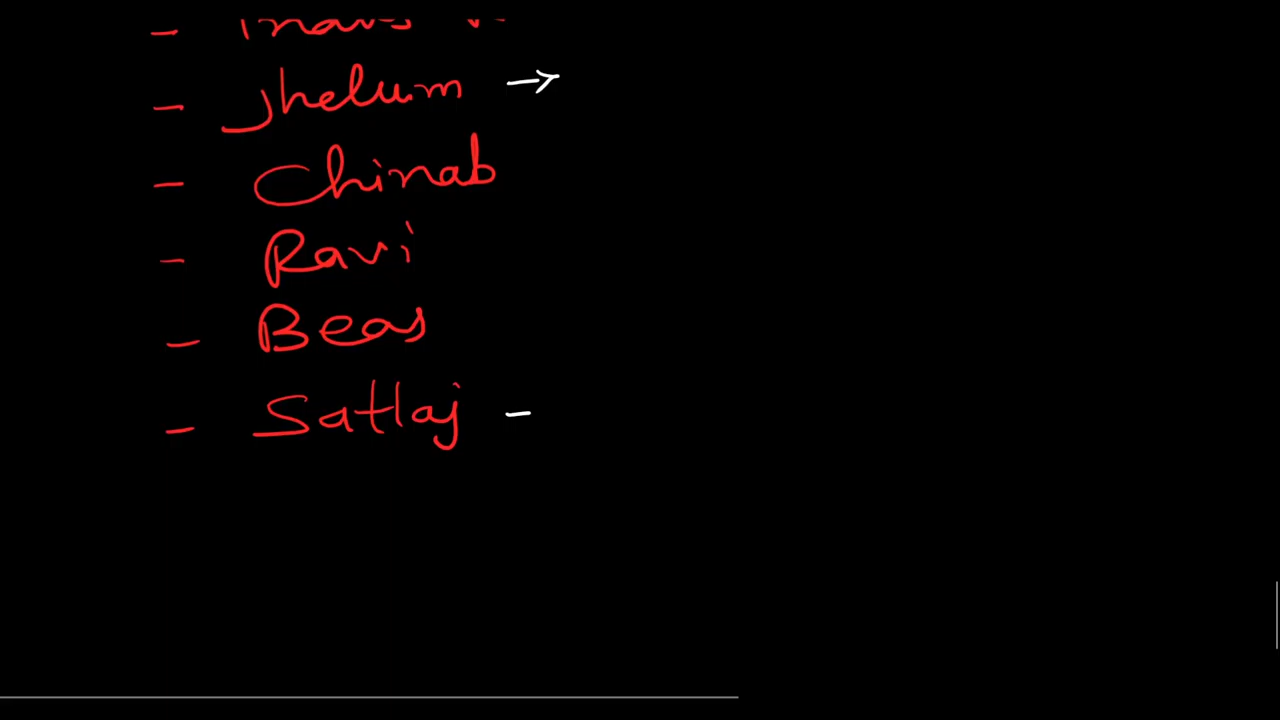 - Jhelum →
- Chinab
- Ravi
- Beas
- Satlaj -